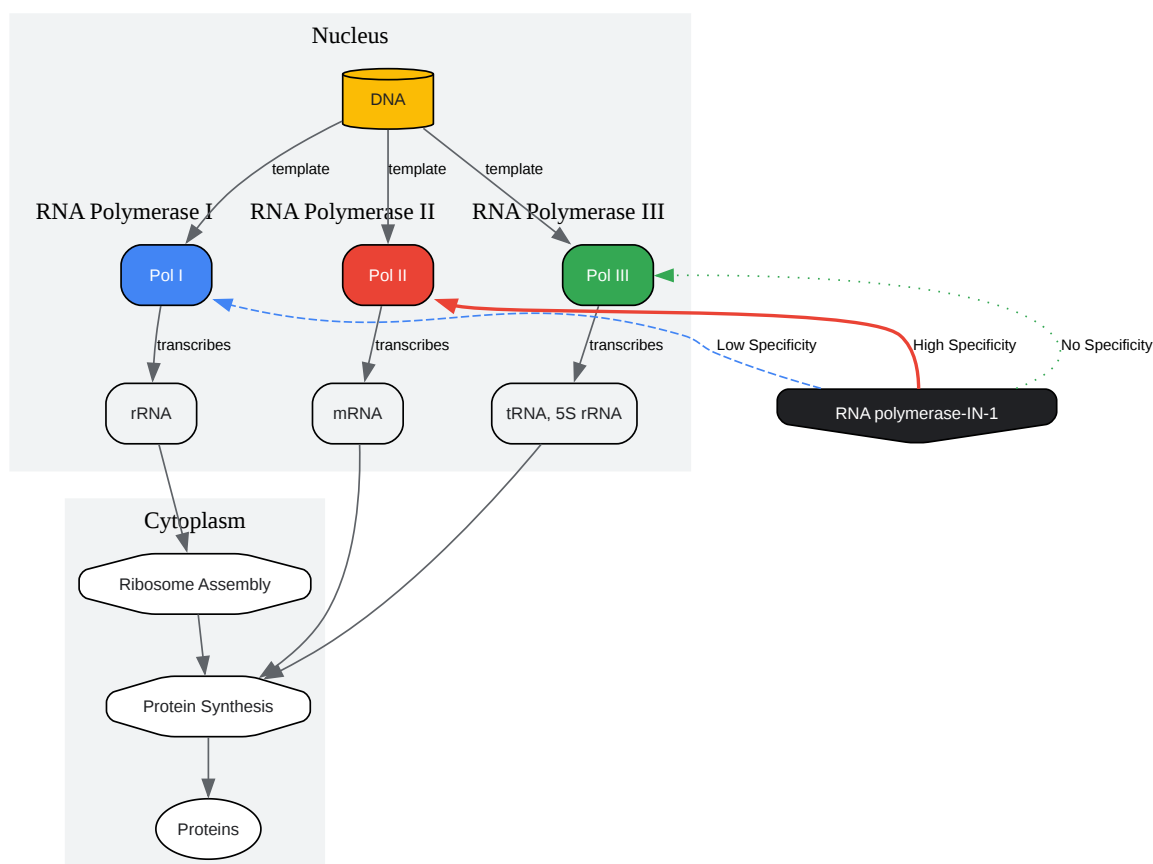 Nucleus
DNA
template
template
template
RNA Polymerase I
RNA Polymerase II
RNA Polymerase III
Pol I
Pol II
Pol III
transcribes
transcribes
transcribes
Low Specificity
High Specificity
No Specificity
rRNA
mRNA
tRNA, 5S rRNA
RNA polymerase-IN-1
Cytoplasm
Ribosome Assembly
Protein Synthesis
Proteins